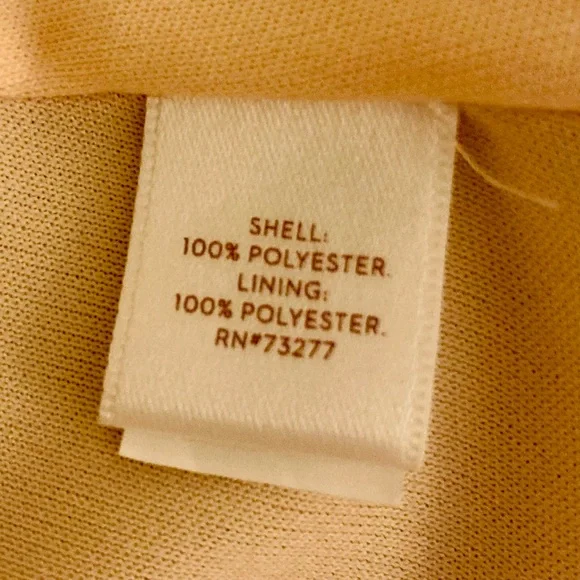 SHELL:
100% POLYESTER.
LINING:
100% POLYESTER.
RN#73277